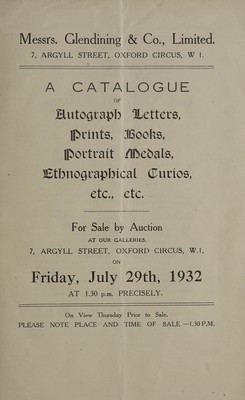 Messrs. Glendining & Co., Limited.
7, ARGYLL STREET, OXFORD CIRCUS, W 1.
A CATALOGUE
OF
Autograph Letters,
Prints, Books,
Portrait Medals,
Ethnographical Curios,
etc., etc.
For Sale by Auction
AT OUR GALLERIES,
7, ARGYLL STREET, OXFORD CIRCUS, W.1.
ON
Friday, July 29th, 1932
AT 1.30 p.m. PRECISELY.
On View Thursday Prior to Sale.
PLEASE NOTE PLACE AND TIME OF SALE—1.30 P.M.